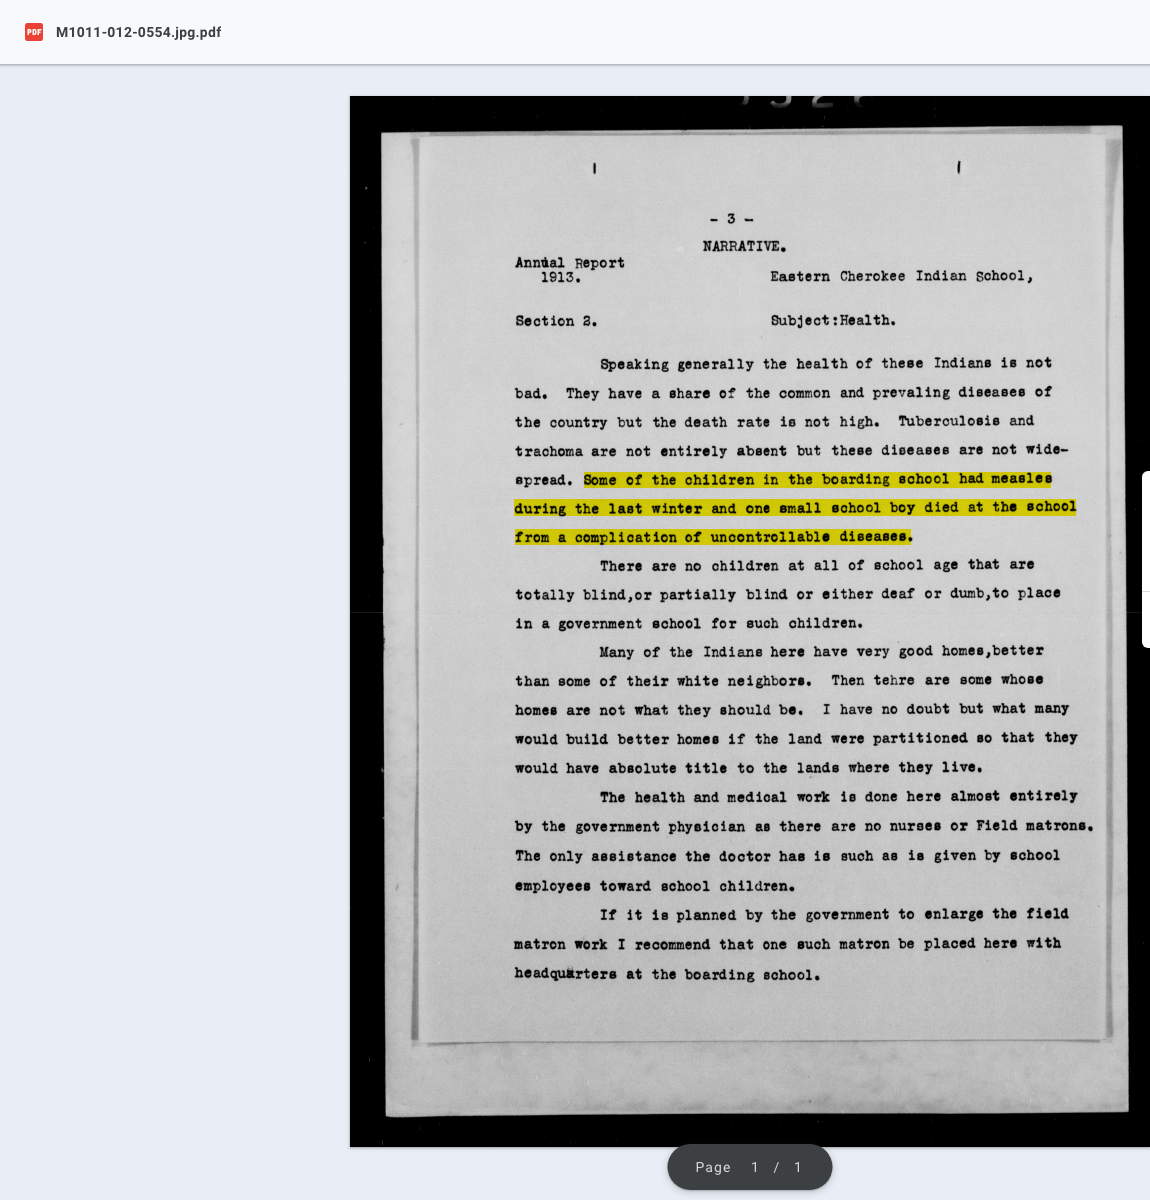 PDF M1011-012-0554.jpg.pdf
- 3 -
NARRATIVE.
Annual Report
1913.
Eastern Cherokee Indian School,
Section 2.
Subject:Health.
Speaking generally the health of these Indians is not
bad. They have a share of the common and prevaling diseases of
the country but the death rate is not high. Tuberculosis and
trachoma are not entirely absent but these diseases are not wide-
spread. Some of the children in the boarding school had measles
during the last winter and one small school boy died at the school
from a complication of uncontrollable diseases.
There are no children at all of school age that are
totally blind,or partially blind or either deaf or dumb,to place
in a government school for such children.
Many of the Indians here have very good homes,better
than some of their white neighbors. Then tehre are some whose
homes are not what they should be. I have no doubt but what many
would build better homes if the land were partitioned so that they
would have absolute title to the lands where they live.
The health and medical work is done here almost entirely
by the government physician as there are no nurses or Field matrons.
The only assistance the doctor has is such as is given by school
employees toward school children.
If it is planned by the government to enlarge the field
matron work I recommend that one such matron be placed here with
headquarters at the boarding school.
Page 1 / 1